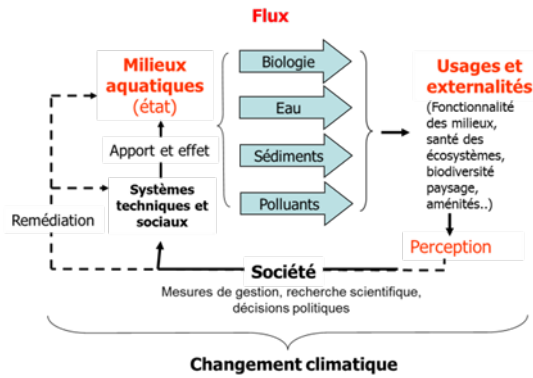 Flux
Milieux
aquatiques
(état)
Biologie
Eau
Sédiments
Polluants
Usages et
externalités
(Fonctionnalité
des milieux,
santé des
écosystèmes,
biodiversité
paysage,
aménités..)
Apport et effet
Systèmes
techniques et
sociaux
Remédiation
Perception
Société
Mesures de gestion, recherche scientifique,
décisions politiques
Changement climatique